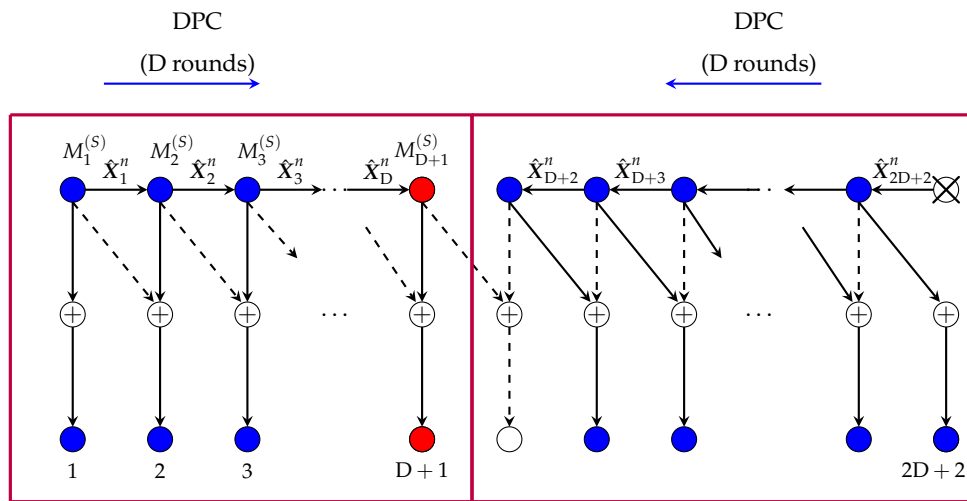 DPC DPC
(D rounds) (D rounds)
M_1^{(S)} M_2^{(S)} M_3^{(S)} M_{D+1}^{(S)}
X̂_1^n X̂_2^n X̂_3^n ··· X̂_D^n X̂_{D+2}^n X̂_{D+3}^n ··· X̂_{2D+2}^n
+ + + ··· + + + + ··· + +
1 2 3 D + 1 2D + 2